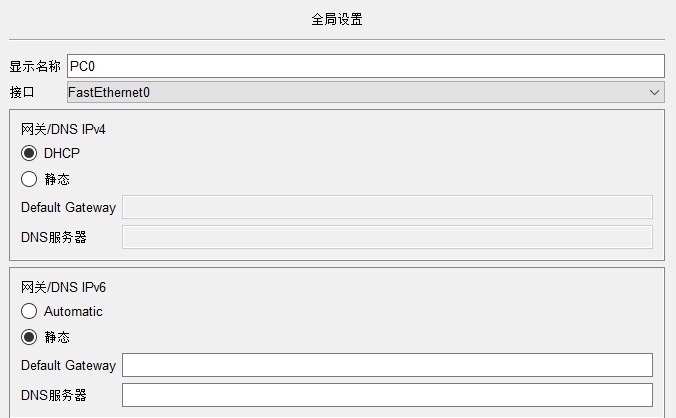 全局设置
显示名称 PC0
接口 FastEthernet0
网关/DNS IPv4
DHCP
静态
Default Gateway
DNS服务器
网关/DNS IPv6
Automatic
静态
Default Gateway
DNS服务器